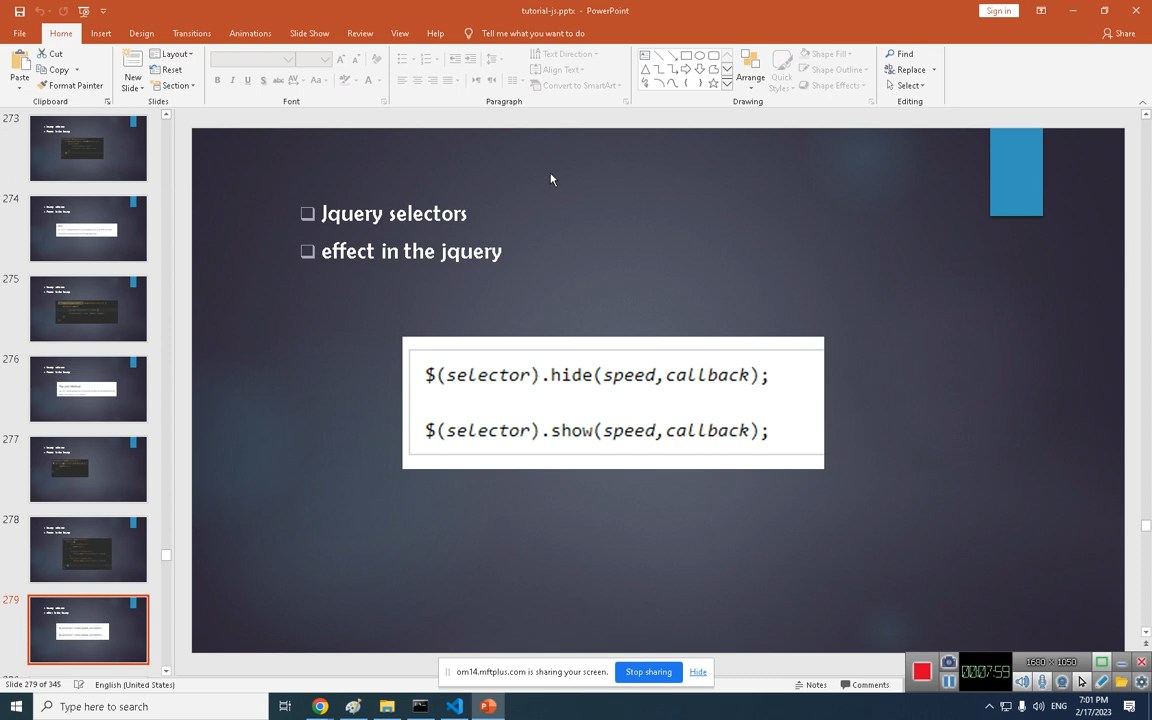 tutorial-js.pptx - PowerPoint
Sign in
File Home Insert Design Transitions Animations Slide Show Review View Help Tell me what you want to do Share
Paste
Cut
Copy
Format Painter
Clipboard
New Slide
Layout
Reset
Section
Slides
Font
Text Direction
Align Text
Convert to SmartArt
Paragraph
Arrange
Quick Styles
Shape Fill
Shape Outline
Shape Effects
Drawing
Find
Replace
Select
Editing
273
274
275
276
277
278
279
Jquery selectors
effect in the jquery
$(selector).hide(speed,callback);
$(selector).show(speed,callback);
om14.mftplus.com is sharing your screen. Stop sharing Hide
1680 x 1050
00:07:59
Slide 279 of 345 English (United States) Notes Comments
Type here to search
ENG
7:01 PM
2/17/2023